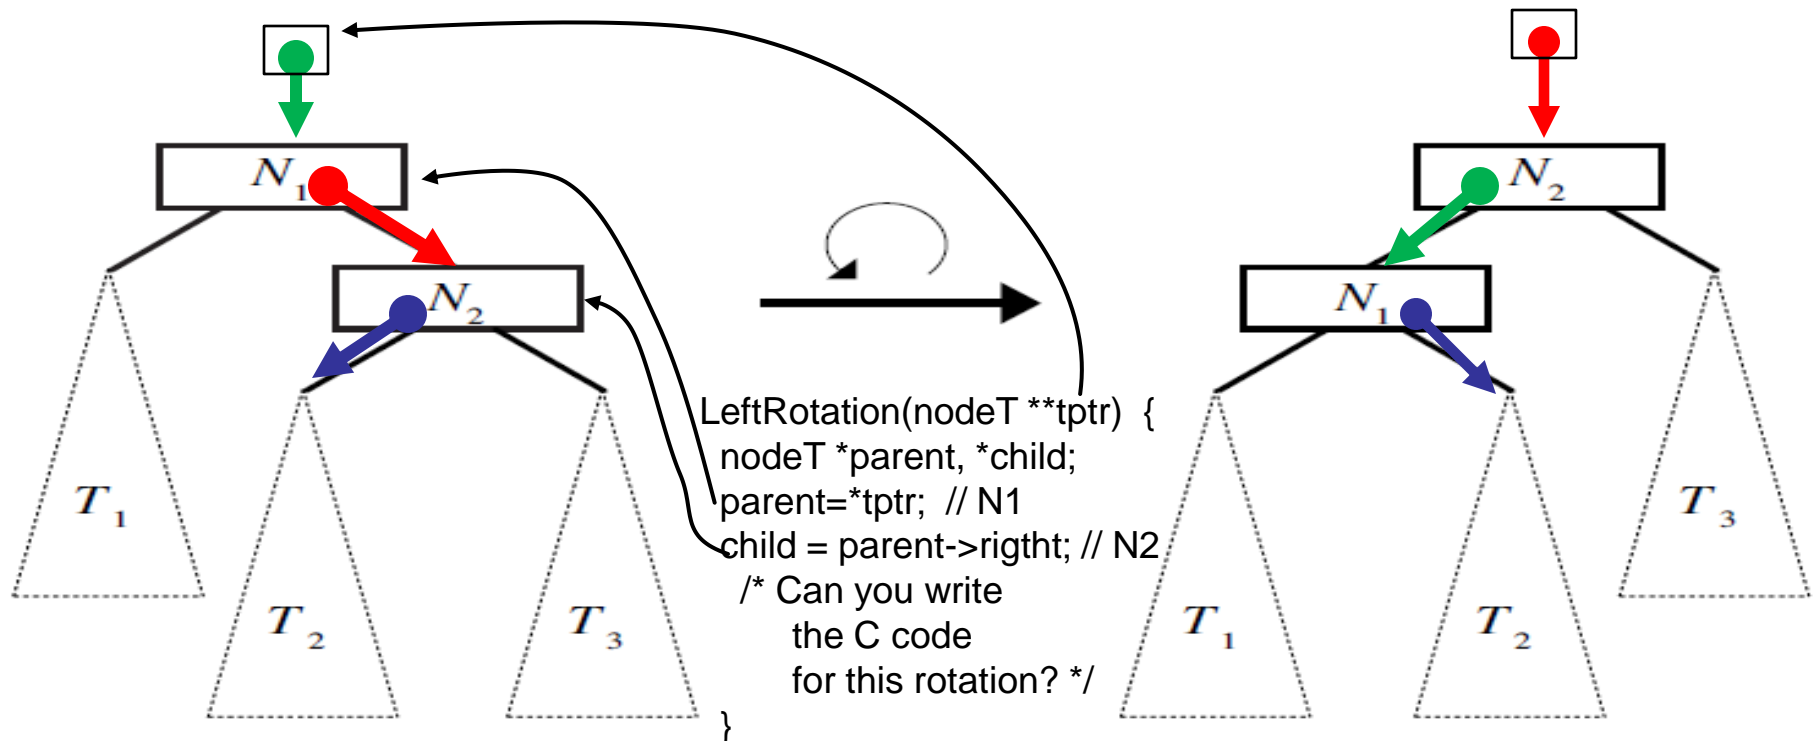 N1
N2
T1
T2
T3
LeftRotation(nodeT **tptr) {
nodeT *parent, *child;
parent=*tptr; // N1
child = parent->rigtht; // N2
/* Can you write
the C code
for this rotation? */
}
N2
N1
T3
T1
T2